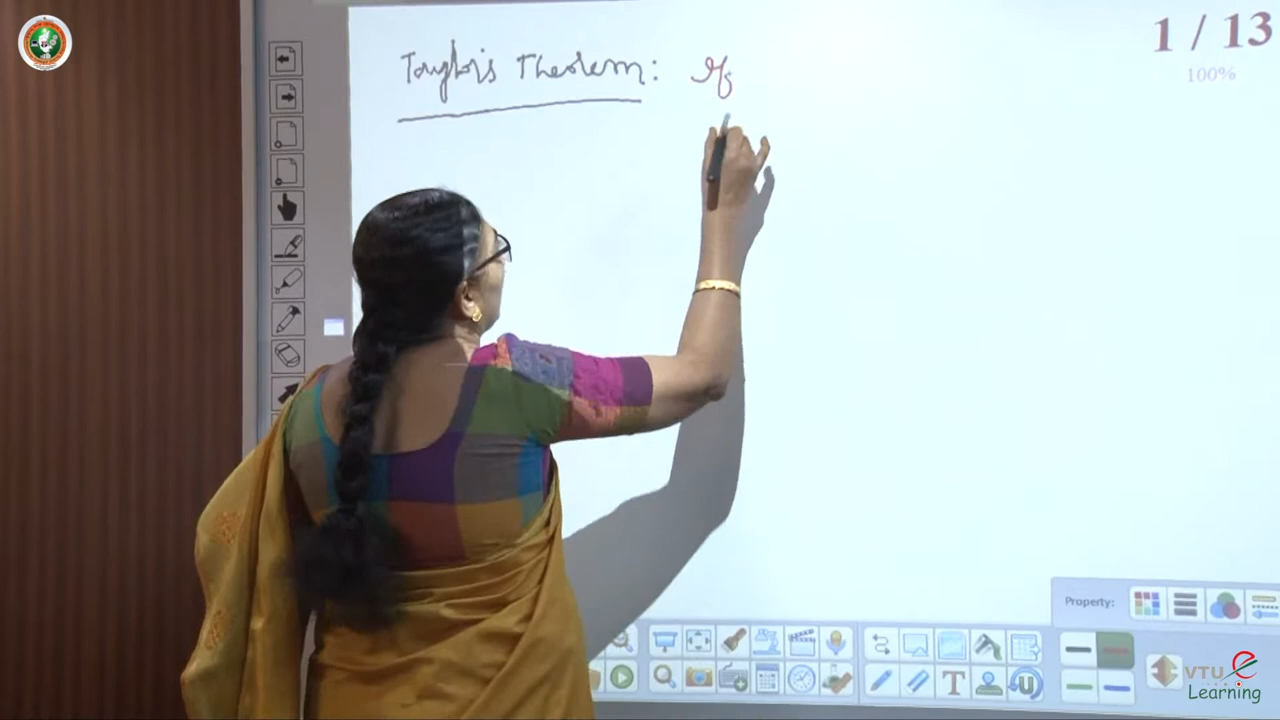 Taylor's Theorem: If
1 / 13
100%
Property:
T
U
VTU e
Learning